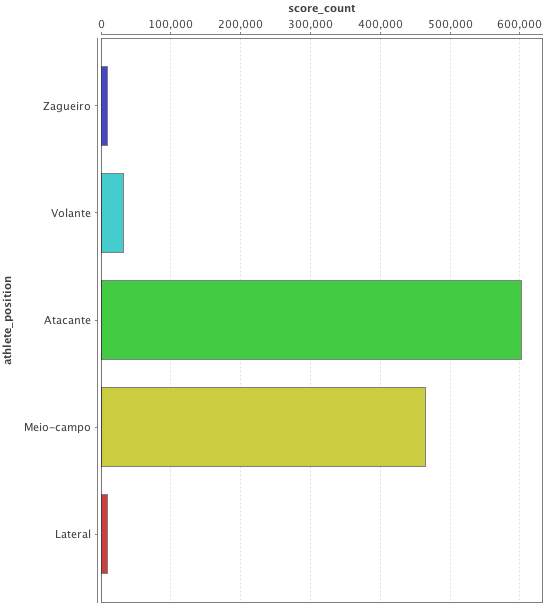 score_count
0 100,000 200,000 300,000 400,000 500,000 600,000
athlete_position
Zagueiro
Volante
Atacante
Meio-campo
Lateral